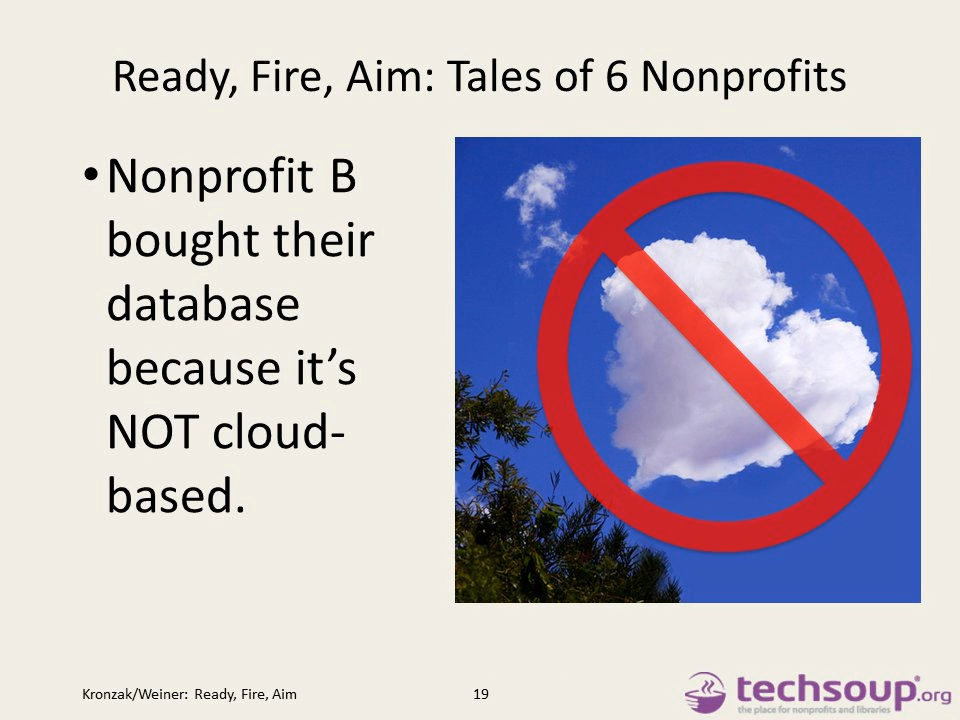 Ready, Fire, Aim: Tales of 6 Nonprofits
• Nonprofit B
bought their
database
because it’s
NOT cloud-
based.
Kronzak/Weiner: Ready, Fire, Aim
19
techsoup.org
the place for nonprofits and libraries